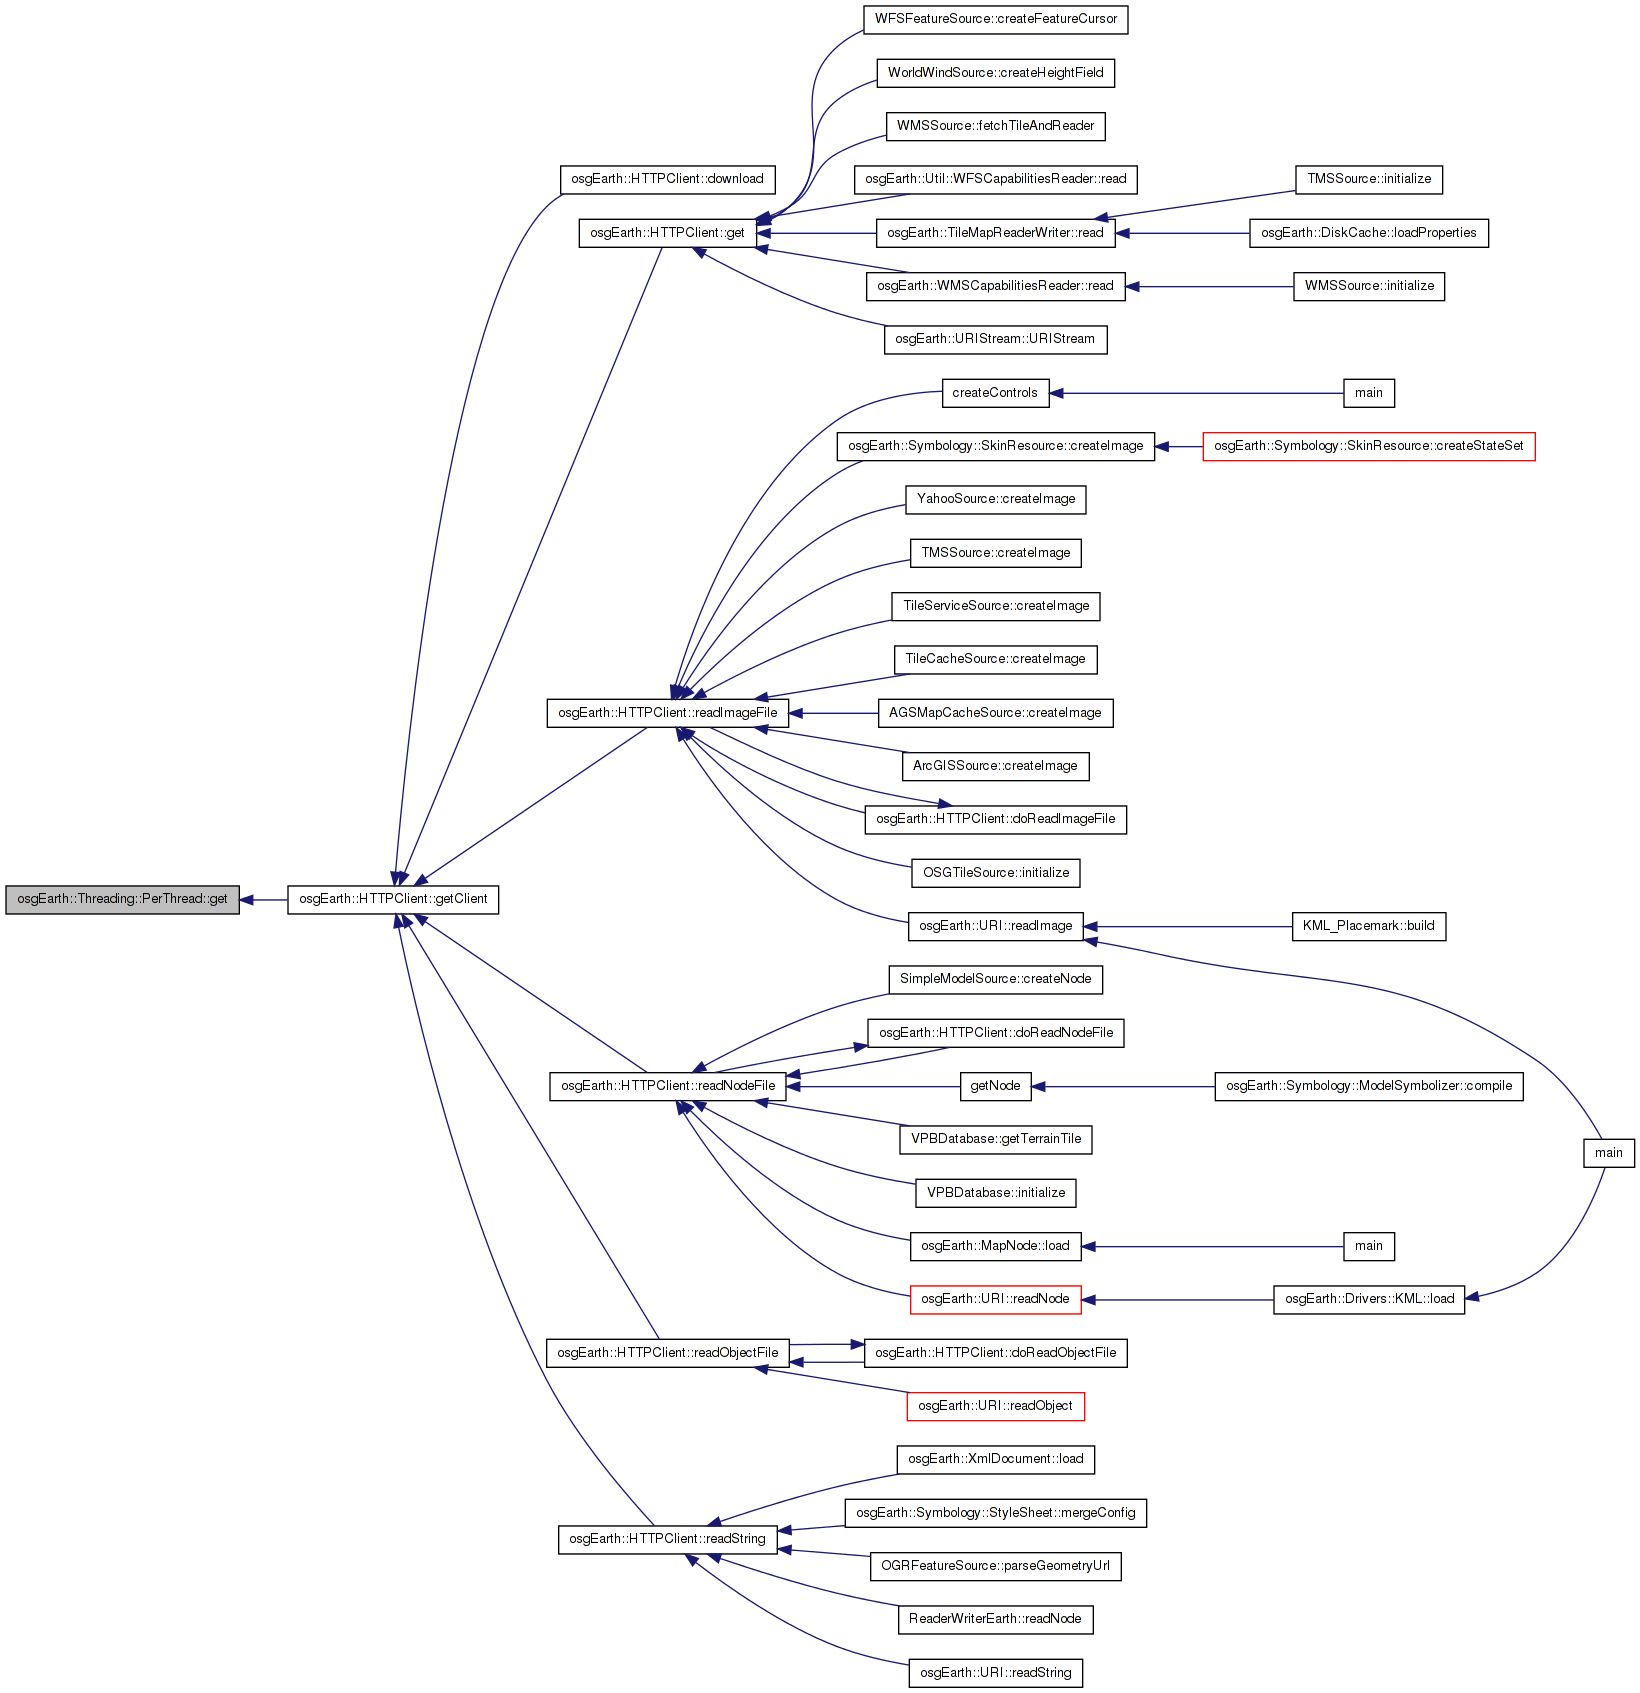 WFSFeatureSource::createFeatureCursor
WorldWindSource::createHeightField
WMSSource::fetchTileAndReader
osgEarth::HTTPClient::download
osgEarth::Util::WFSCapabilitiesReader::read
TMSSource::initialize
osgEarth::HTTPClient::get
osgEarth::TileMapReaderWriter::read
osgEarth::DiskCache::loadProperties
osgEarth::WMSCapabilitiesReader::read
WMSSource::initialize
osgEarth::URIStream::URIStream
createControls
main
osgEarth::Symbology::SkinResource::createImage
osgEarth::Symbology::SkinResource::createStateSet
YahooSource::createImage
TMSSource::createImage
TileServiceSource::createImage
TileCacheSource::createImage
osgEarth::HTTPClient::readImageFile
AGSMapCacheSource::createImage
ArcGISSource::createImage
osgEarth::HTTPClient::doReadImageFile
OSGTileSource::initialize
osgEarth::Threading::PerThread::get
osgEarth::HTTPClient::getClient
osgEarth::URI::readImage
KML_Placemark::build
SimpleModelSource::createNode
osgEarth::HTTPClient::doReadNodeFile
osgEarth::HTTPClient::readNodeFile
getNode
osgEarth::Symbology::ModelSymbolizer::compile
VPBDatabase::getTerrainTile
main
VPBDatabase::initialize
osgEarth::MapNode::load
main
osgEarth::URI::readNode
osgEarth::Drivers::KML::load
osgEarth::HTTPClient::readObjectFile
osgEarth::HTTPClient::doReadObjectFile
osgEarth::URI::readObject
osgEarth::XmlDocument::load
osgEarth::Symbology::StyleSheet::mergeConfig
osgEarth::HTTPClient::readString
OGRFeatureSource::parseGeometryUrl
ReaderWriterEarth::readNode
osgEarth::URI::readString